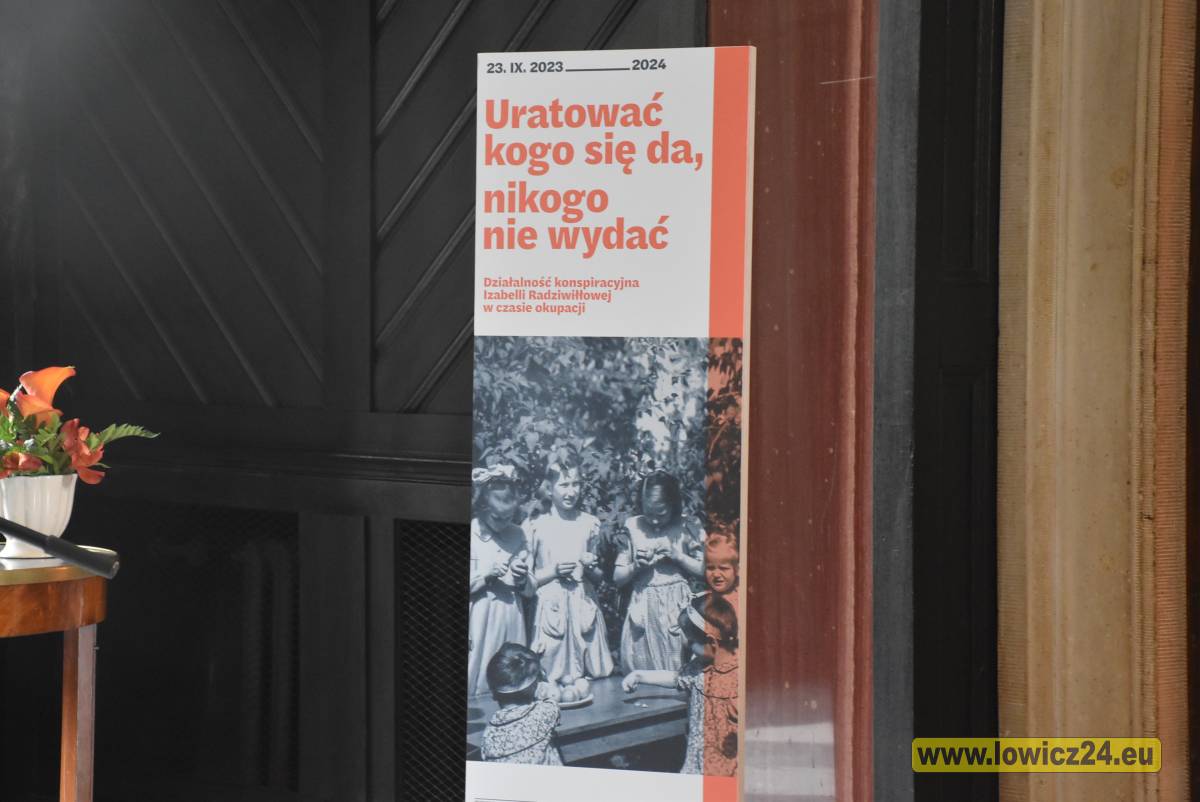 23. IX. 2023 ________ 2024
Uratować
kogo się da,
nikogo
nie wydać
Działalność konspiracyjna
Izabelli Radziwiłłowej
w czasie okupacji
www.lowicz24.eu